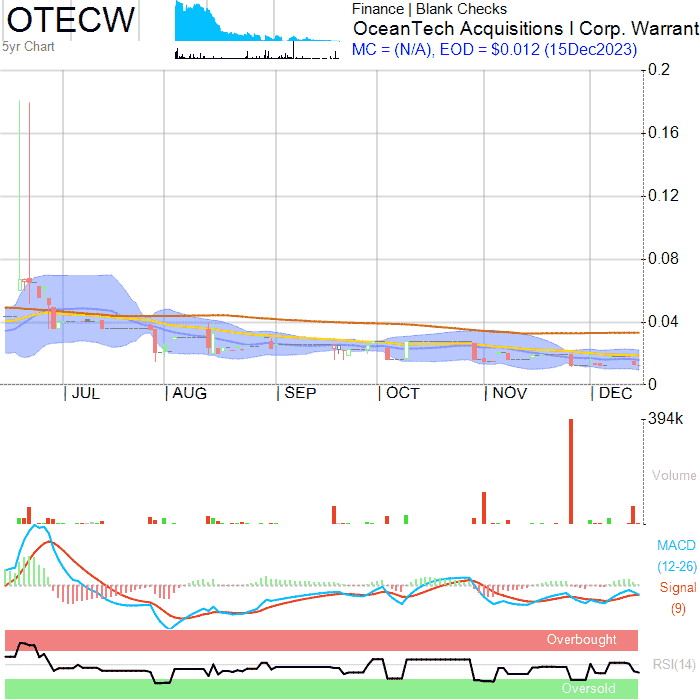 OTECW
5yr Chart
Finance | Blank Checks
OceanTech Acquisitions I Corp. Warrant
MC = (N/A), EOD = $0.012 (15Dec2023)
0.2
0.16
0.12
0.08
0.04
0
JUL AUG SEP OCT NOV DEC
394k
Volume
MACD
(12-26)
Signal
(9)
Overbought
RSI(14)
Oversold